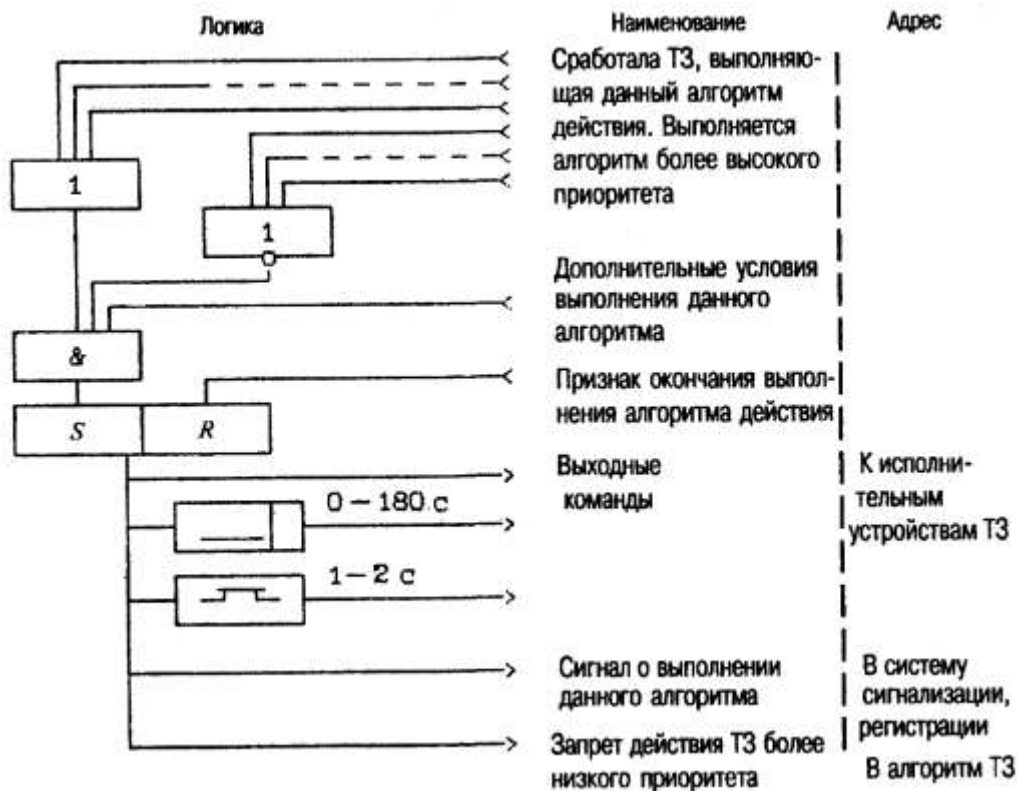 Логика
Наименование
Адрес
Сработала ТЗ, выполняю-
щая данный алгоритм
действия. Выполняется
алгоритм более высокого
приоритета
1
1
Дополнительные условия
выполнения данного
алгоритма
&
Признак окончания выпол-
нения алгоритма действия
S
R
Выходные
команды
К исполни-
тельным
устройствам ТЗ
0 – 180 с
1 – 2 с
Сигнал о выполнении
данного алгоритма
В систему
сигнализации,
регистрации
Запрет действия ТЗ более
низкого приоритета
В алгоритм ТЗ